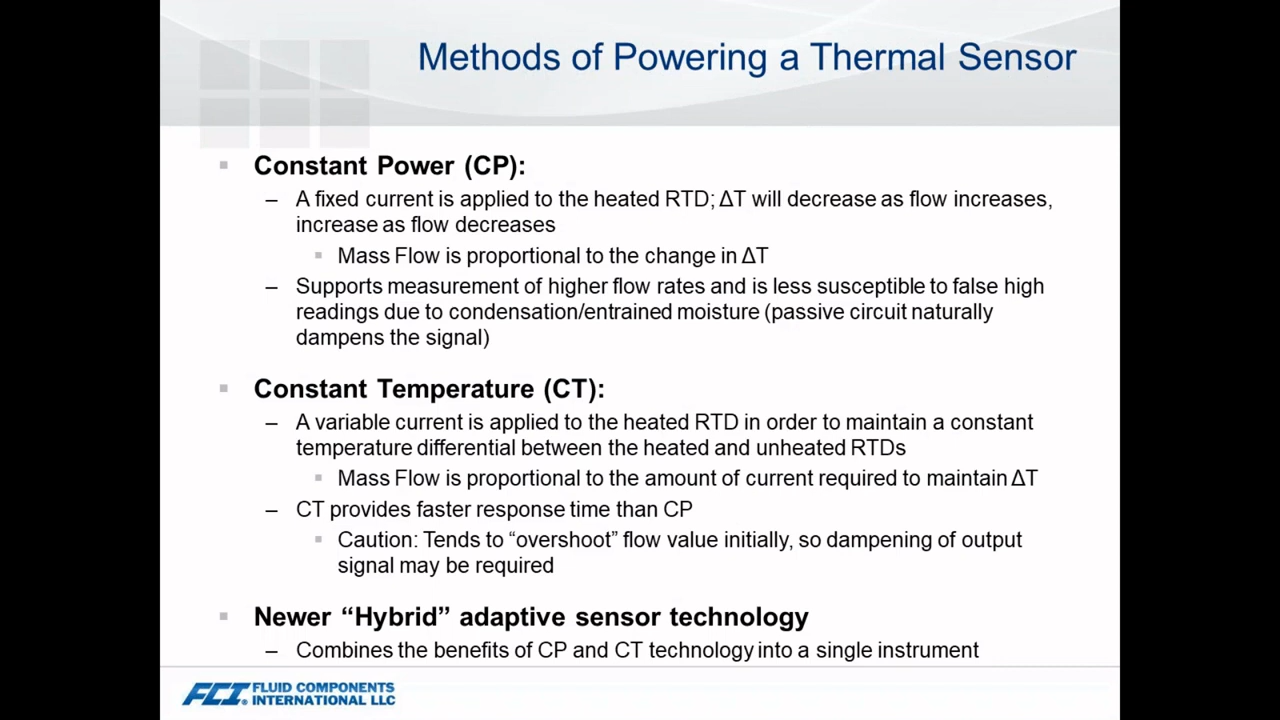 Methods of Powering a Thermal Sensor
Constant Power (CP):
– A fixed current is applied to the heated RTD; ΔT will decrease as flow increases,
increase as flow decreases
Mass Flow is proportional to the change in ΔT
– Supports measurement of higher flow rates and is less susceptible to false high
readings due to condensation/entrained moisture (passive circuit naturally
dampens the signal)
Constant Temperature (CT):
– A variable current is applied to the heated RTD in order to maintain a constant
temperature differential between the heated and unheated RTDs
Mass Flow is proportional to the amount of current required to maintain ΔT
– CT provides faster response time than CP
Caution: Tends to “overshoot” flow value initially, so dampening of output
signal may be required
Newer “Hybrid” adaptive sensor technology
– Combines the benefits of CP and CT technology into a single instrument
FCI® FLUID COMPONENTS
INTERNATIONAL LLC